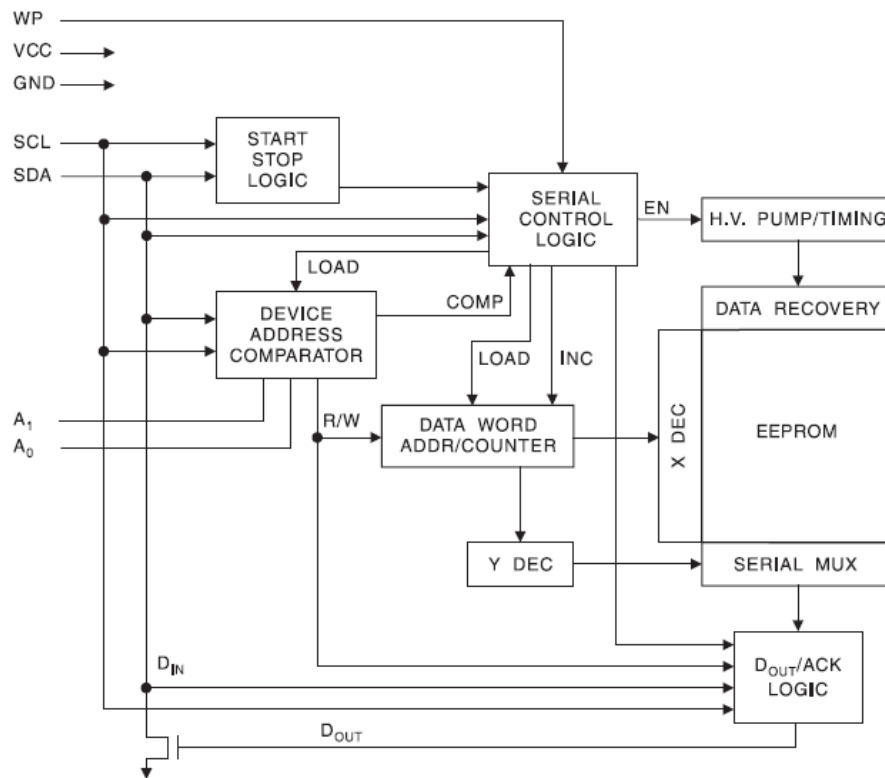 WP
VCC
GND
SCL
SDA
START
STOP
LOGIC
SERIAL
CONTROL
LOGIC
EN
H.V. PUMP/TIMING
LOAD
COMP
DEVICE
ADDRESS
COMPARATOR
DATA RECOVERY
LOAD
INC
A1
A0
R/W
DATA WORD
ADDR/COUNTER
X DEC
EEPROM
Y DEC
SERIAL MUX
DIN
DOUT/ACK
LOGIC
DOUT